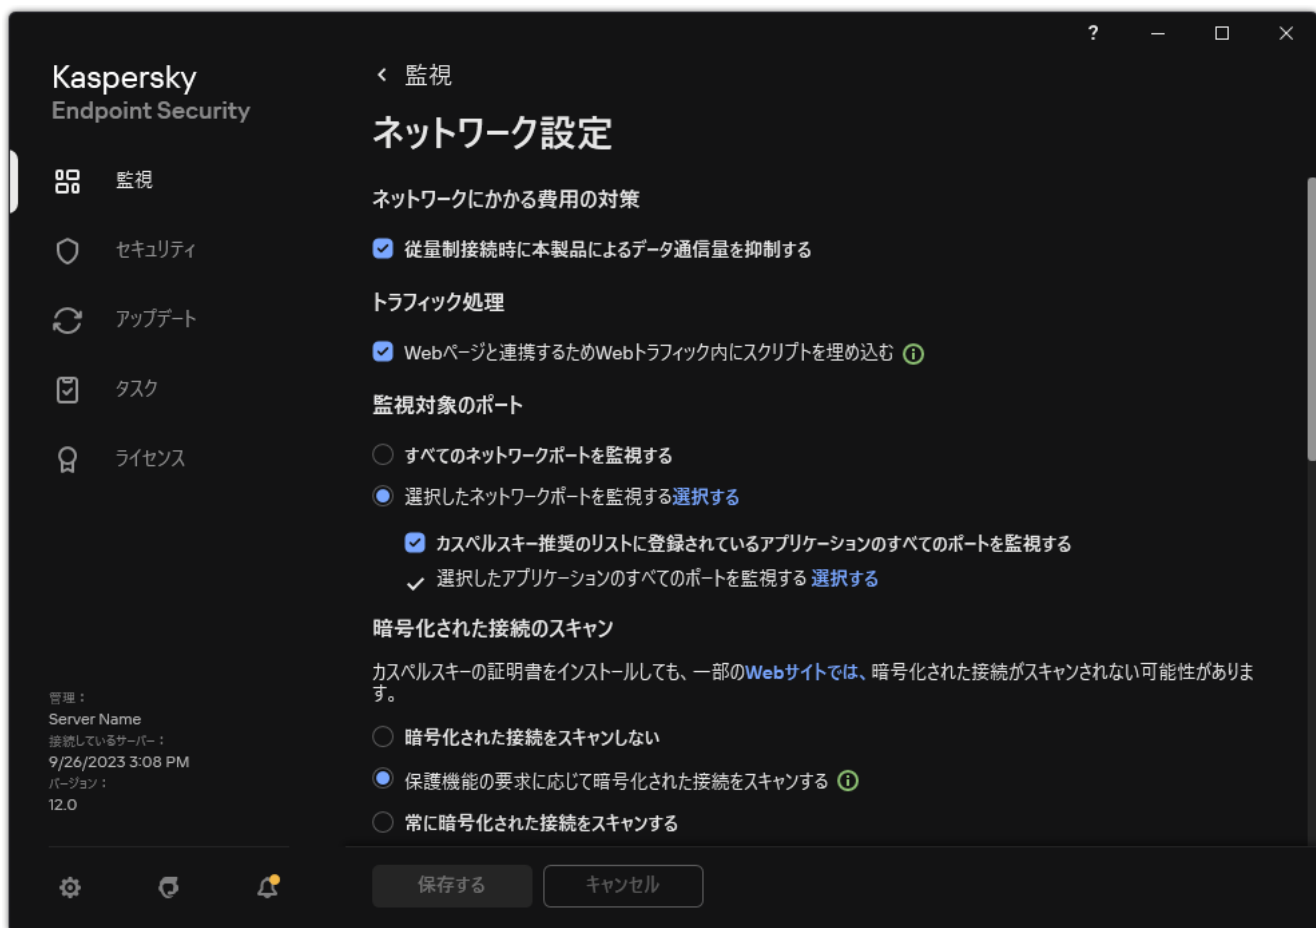 ?
Kaspersky
Endpoint Security
監視
セキュリティ
アップデート
タスク
ライセンス
管理：
Server Name
接続しているサーバー：
9/26/2023 3:08 PM
バージョン：
12.0
監視
ネットワーク設定
ネットワークにかかる費用の対策
従量制接続時に本製品によるデータ通信量を抑制する
トラフィック処理
Webページと連携するためWebトラフィック内にスクリプトを埋め込む
監視対象のポート
すべてのネットワークポートを監視する
選択したネットワークポートを監視する選択する
カスペルスキー推奨のリストに登録されているアプリケーションのすべてのポートを監視する
選択したアプリケーションのすべてのポートを監視する 選択する
暗号化された接続のスキャン
カスペルスキーの証明書をインストールしても、一部のWebサイトでは、暗号化された接続がスキャンされない可能性がありま
す。
暗号化された接続をスキャンしない
保護機能の要求に応じて暗号化された接続をスキャンする
常に暗号化された接続をスキャンする
保存する
キャンセル